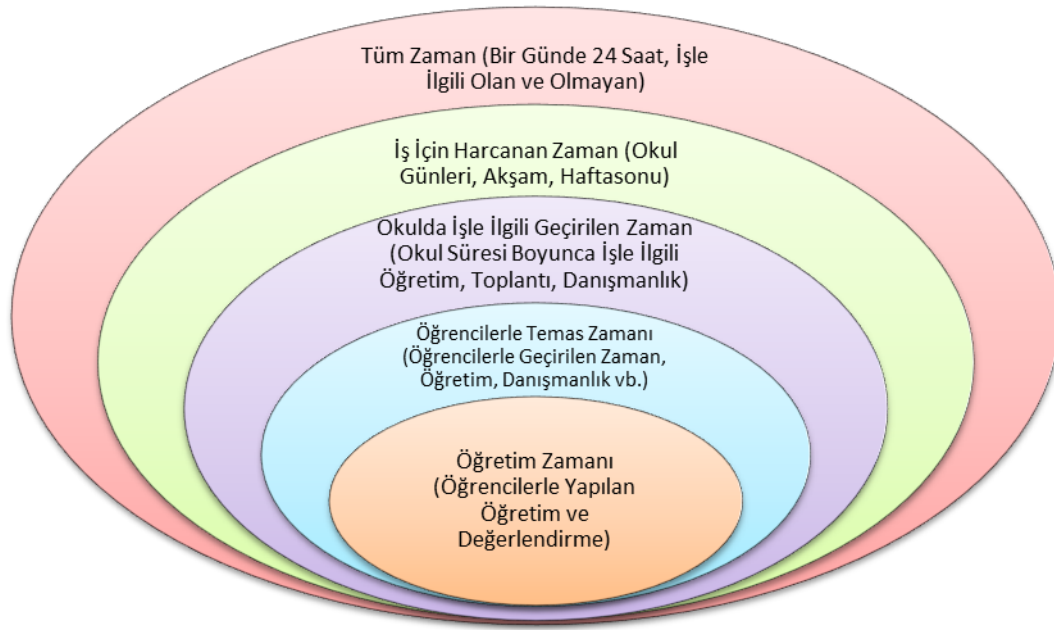 Tüm Zaman (Bir Günde 24 Saat, İşle
İlgili Olan ve Olmayan)
İş İçin Harcanan Zaman (Okul
Günleri, Akşam, Haftasonu)
Okulda İşle İlgili Geçirilen Zaman
(Okul Süresi Boyunca İşle İlgili
Öğretim, Toplantı, Danışmanlık)
Öğrencilerle Temas Zamanı
(Öğrencilerle Geçirilen Zaman,
Öğretim, Danışmanlık vb.)
Öğretim Zamanı
(Öğrencilerle Yapılan
Öğretim ve
Değerlendirme)